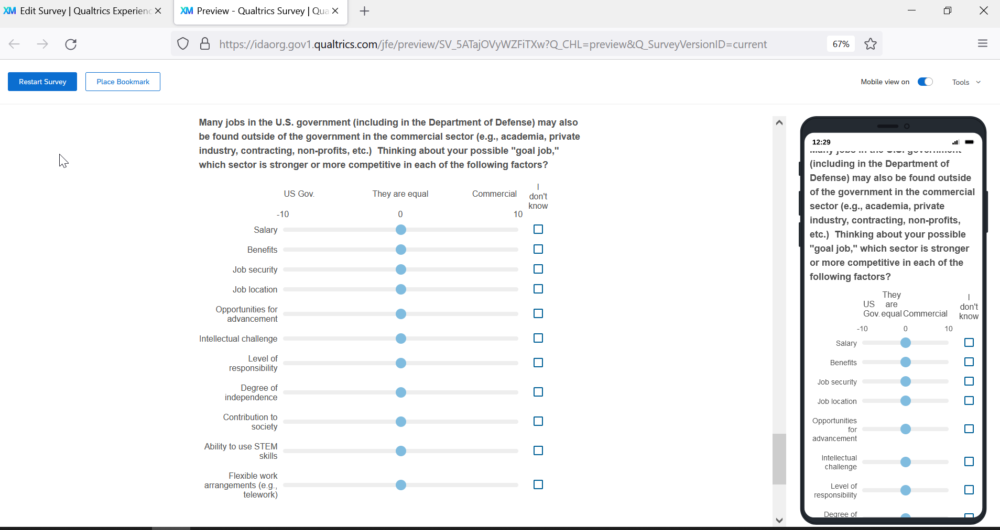 XM Edit Survey | Qualtrics Experienc
XM Preview - Qualtrics Survey | Qua
https://idaorg.gov1.qualtrics.com/jfe/preview/SV_5ATajOVyWZFiTXw?Q_CHL=preview&Q_SurveyVersionID=current
67%
Restart Survey
Place Bookmark
Mobile view on
Tools
Many jobs in the U.S. government (including in the Department of Defense) may also
be found outside of the government in the commercial sector (e.g., academia, private
industry, contracting, non-profits, etc.)  Thinking about your possible "goal job,"
which sector is stronger or more competitive in each of the following factors?
US Gov.
They are equal
Commercial
I
don't
know
-10
0
10
Salary
Benefits
Job security
Job location
Opportunities for
advancement
Intellectual challenge
Level of
responsibility
Degree of
independence
Contribution to
society
Ability to use STEM
skills
Flexible work
arrangements (e.g.,
telework)
12:29
Many jobs in the U.S. government
(including in the Department of
Defense) may also be found outside
of the government in the commercial
sector (e.g., academia, private
industry, contracting, non-profits,
etc.)  Thinking about your possible
"goal job," which sector is stronger
or more competitive in each of the
following factors?
US
Gov.
They
are
equal
Commercial
I
don't
know
-10
0
10
Salary
Benefits
Job security
Job location
Opportunities
for
advancement
Intellectual
challenge
Level of
responsibility
Degree of